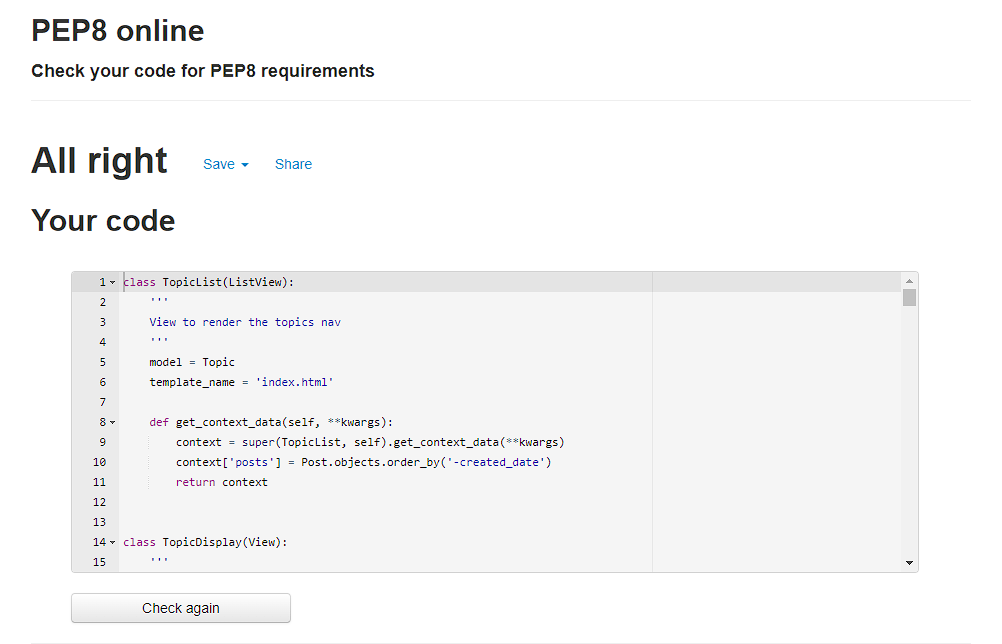 PEP8 online
Check your code for PEP8 requirements
All right Save Share
Your code
1 class TopicList(ListView):
2     '''
3     View to render the topics nav
4     '''
5     model = Topic
6     template_name = 'index.html'
7
8     def get_context_data(self, **kwargs):
9         context = super(TopicList, self).get_context_data(**kwargs)
10         context['posts'] = Post.objects.order_by('-created_date')
11         return context
12
13
14 class TopicDisplay(View):
15     '''
Check again